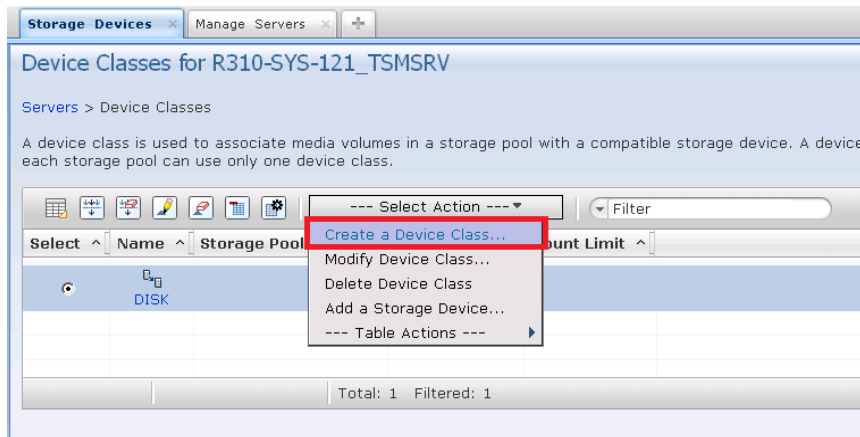 Storage Devices × Manage Servers ×
Device Classes for R310-SYS-121_TSMSRV
Servers > Device Classes
A device class is used to associate media volumes in a storage pool with a compatible storage device. A device
each storage pool can use only one device class.
--- Select Action --- Filter
Select ^ Name ^ Storage Pool ount Limit ^
Create a Device Class...
Modify Device Class...
Delete Device Class
Add a Storage Device...
--- Table Actions ---
DISK
Total: 1 Filtered: 1